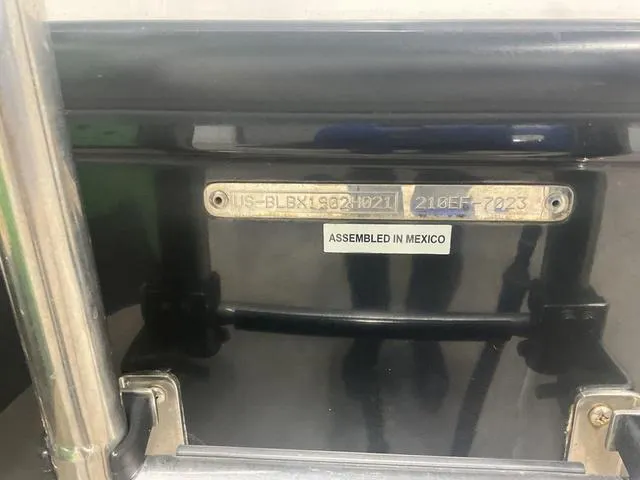 US-BLBX1902H021 210EF-7023
ASSEMBLED IN MEXICO